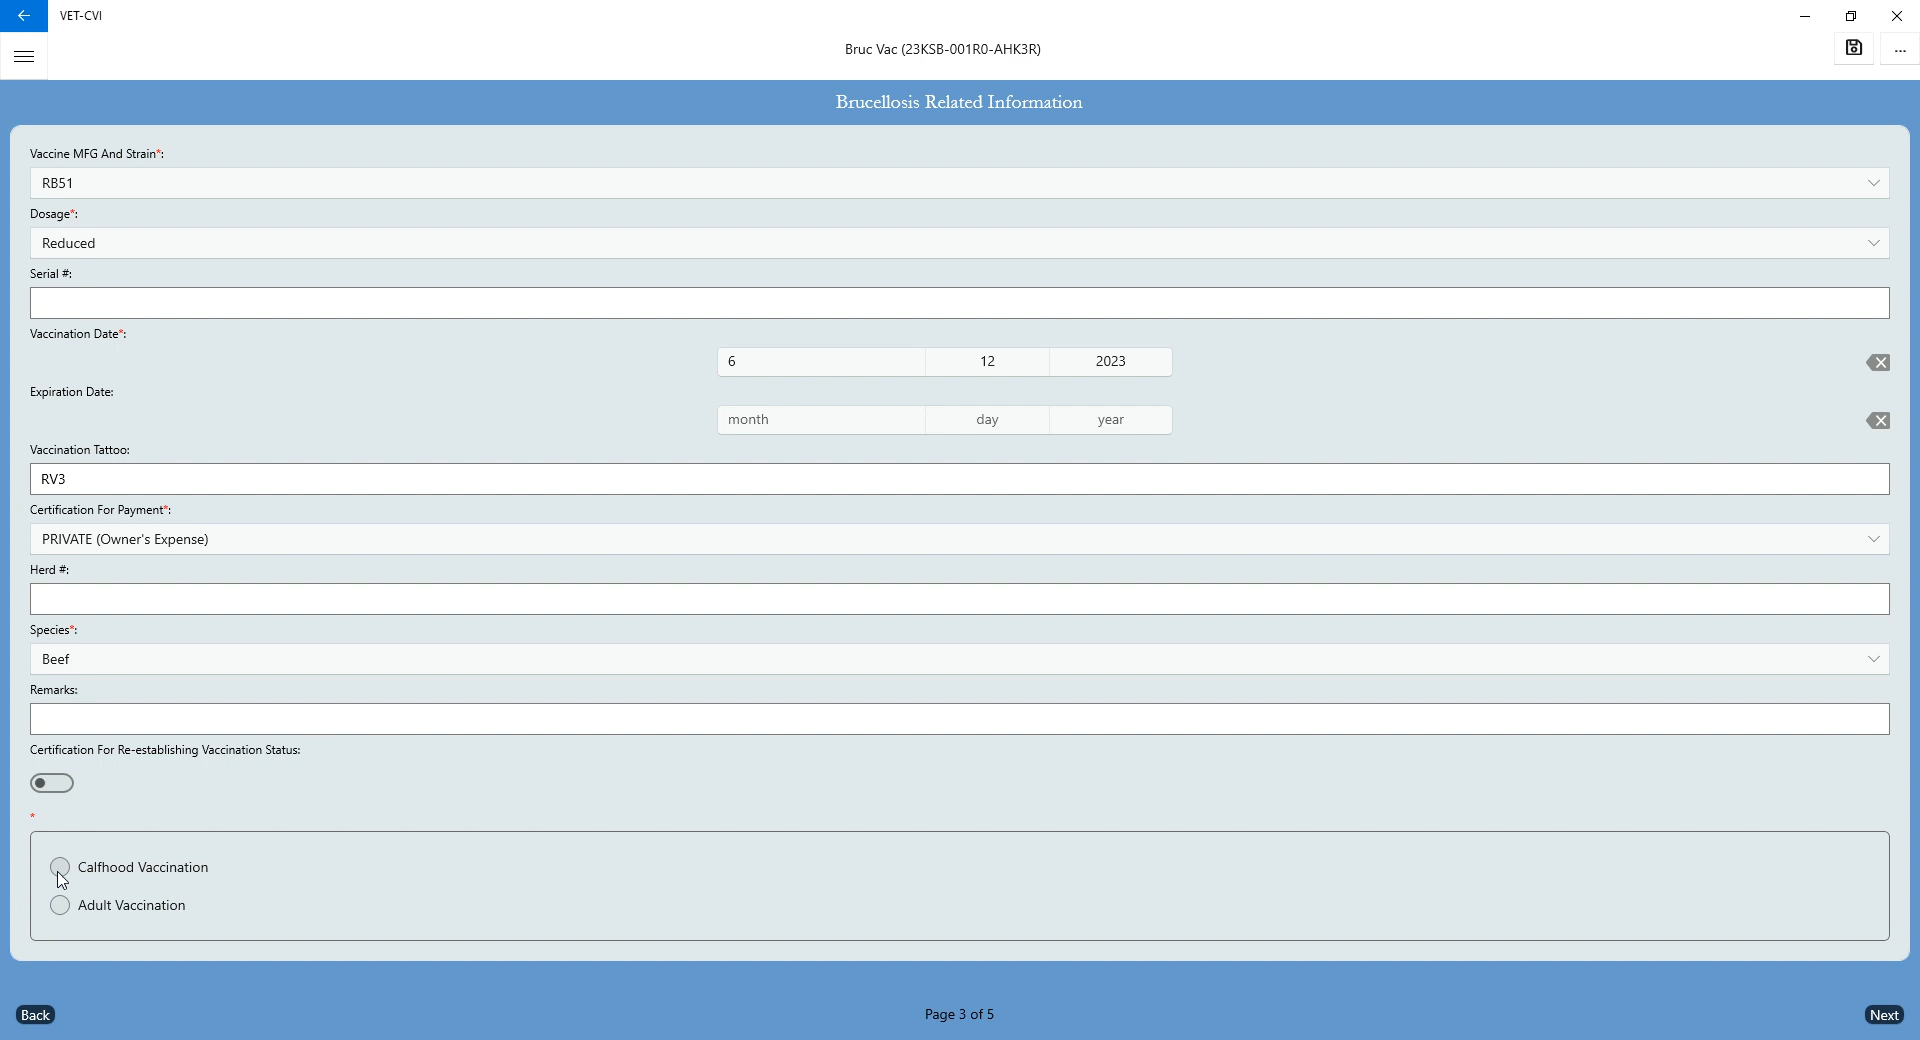 VET-CVI
Bruc Vac (23KSB-001R0-AHK3R)
...
Brucellosis Related Information
Vaccine MFG And Strain*:
RB51
Dosage*:
Reduced
Serial #:
Vaccination Date*:
6 12 2023
Expiration Date:
month day year
Vaccination Tattoo:
RV3
Certification For Payment*:
PRIVATE (Owner's Expense)
Herd #:
Species*:
Beef
Remarks:
Certification For Re-establishing Vaccination Status:
*
Calfhood Vaccination
Adult Vaccination
Back Page 3 of 5 Next